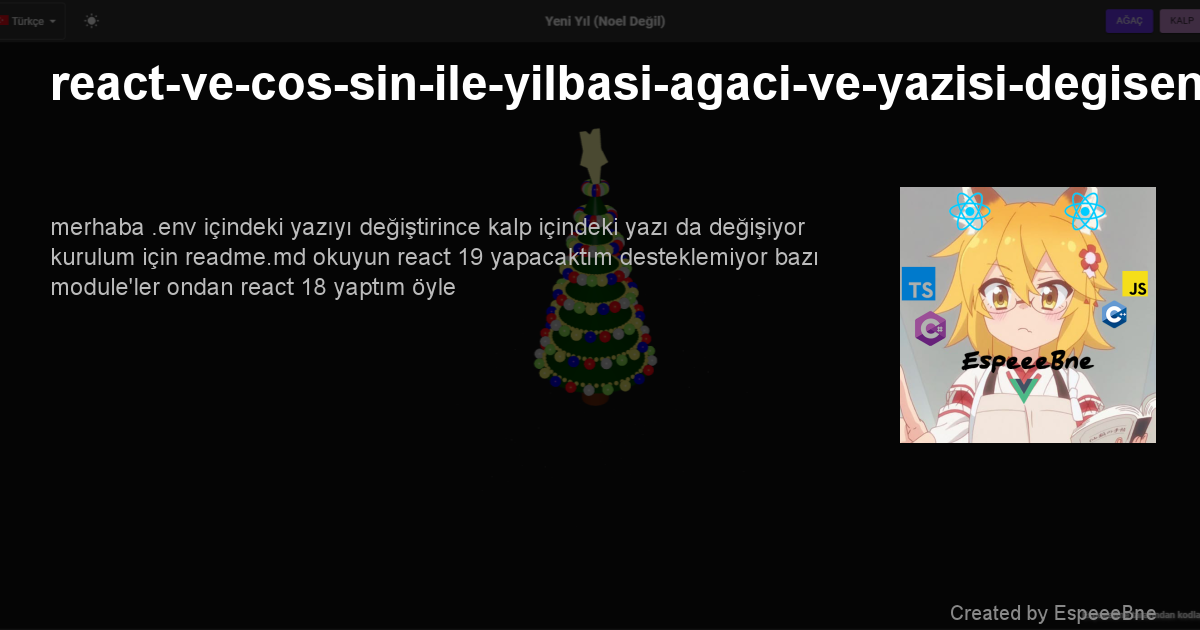 Türkçe
Yeni Yıl (Noel Değil)
AĞAÇ
KALP
react-ve-cos-sin-ile-yilbasi-agaci-ve-yazisi-degisen
merhaba .env içindeki yazıyı değiştirince kalp içindeki yazı da değişiyor
kurulum için readme.md okuyun react 19 yapacaktım desteklemiyor bazı
module'ler ondan react 18 yaptım öyle
TS
JS
EspeeeBne
Created by EspeeeBne